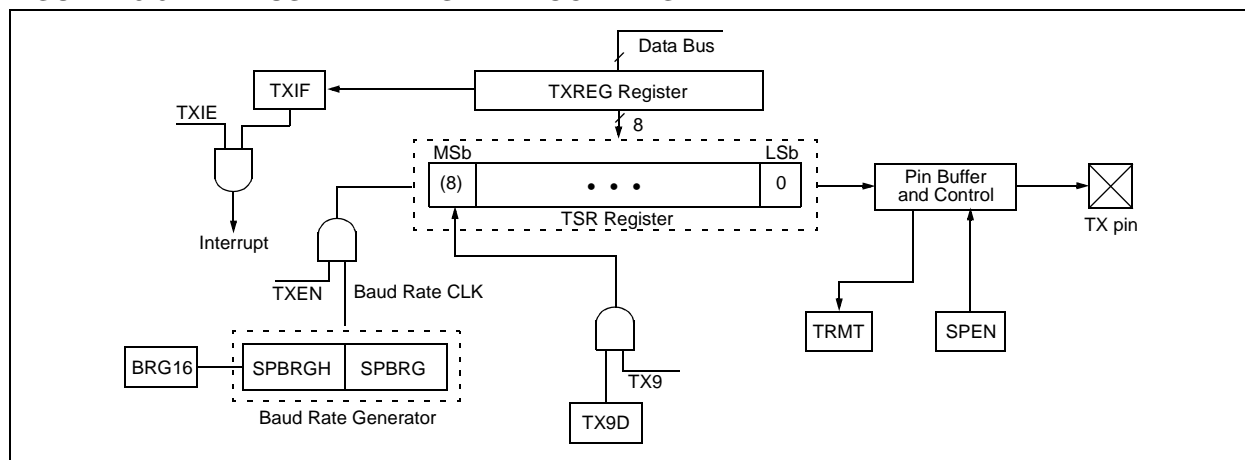 Data Bus
TXIF
TXREG Register
TXIE
8
MSb
LSb
(8)
• • •
0
TSR Register
Pin Buffer
and Control
TX pin
Interrupt
TXEN
Baud Rate CLK
TRMT
SPEN
BRG16
SPBRGH
SPBRG
TX9
Baud Rate Generator
TX9D